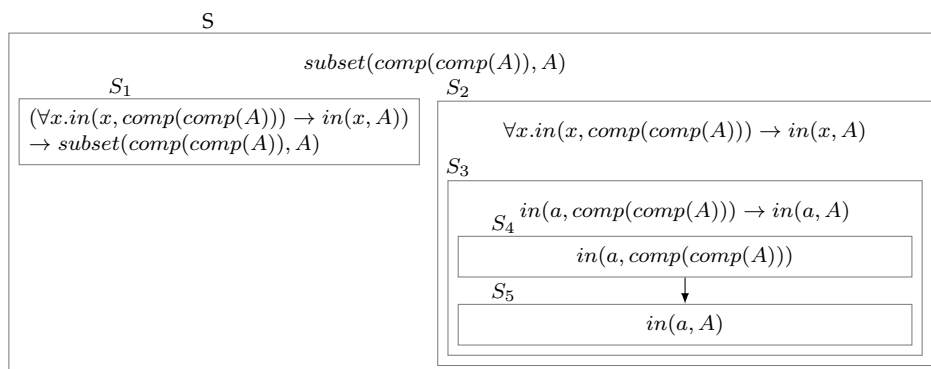 S
subset(comp(comp(A)), A)
S₁
(∀x.in(x, comp(comp(A))) → in(x, A))
→ subset(comp(comp(A)), A)
S₂
∀x.in(x, comp(comp(A))) → in(x, A)
S₃
in(a, comp(comp(A))) → in(a, A)
S₄
in(a, comp(comp(A)))
S₅
in(a, A)